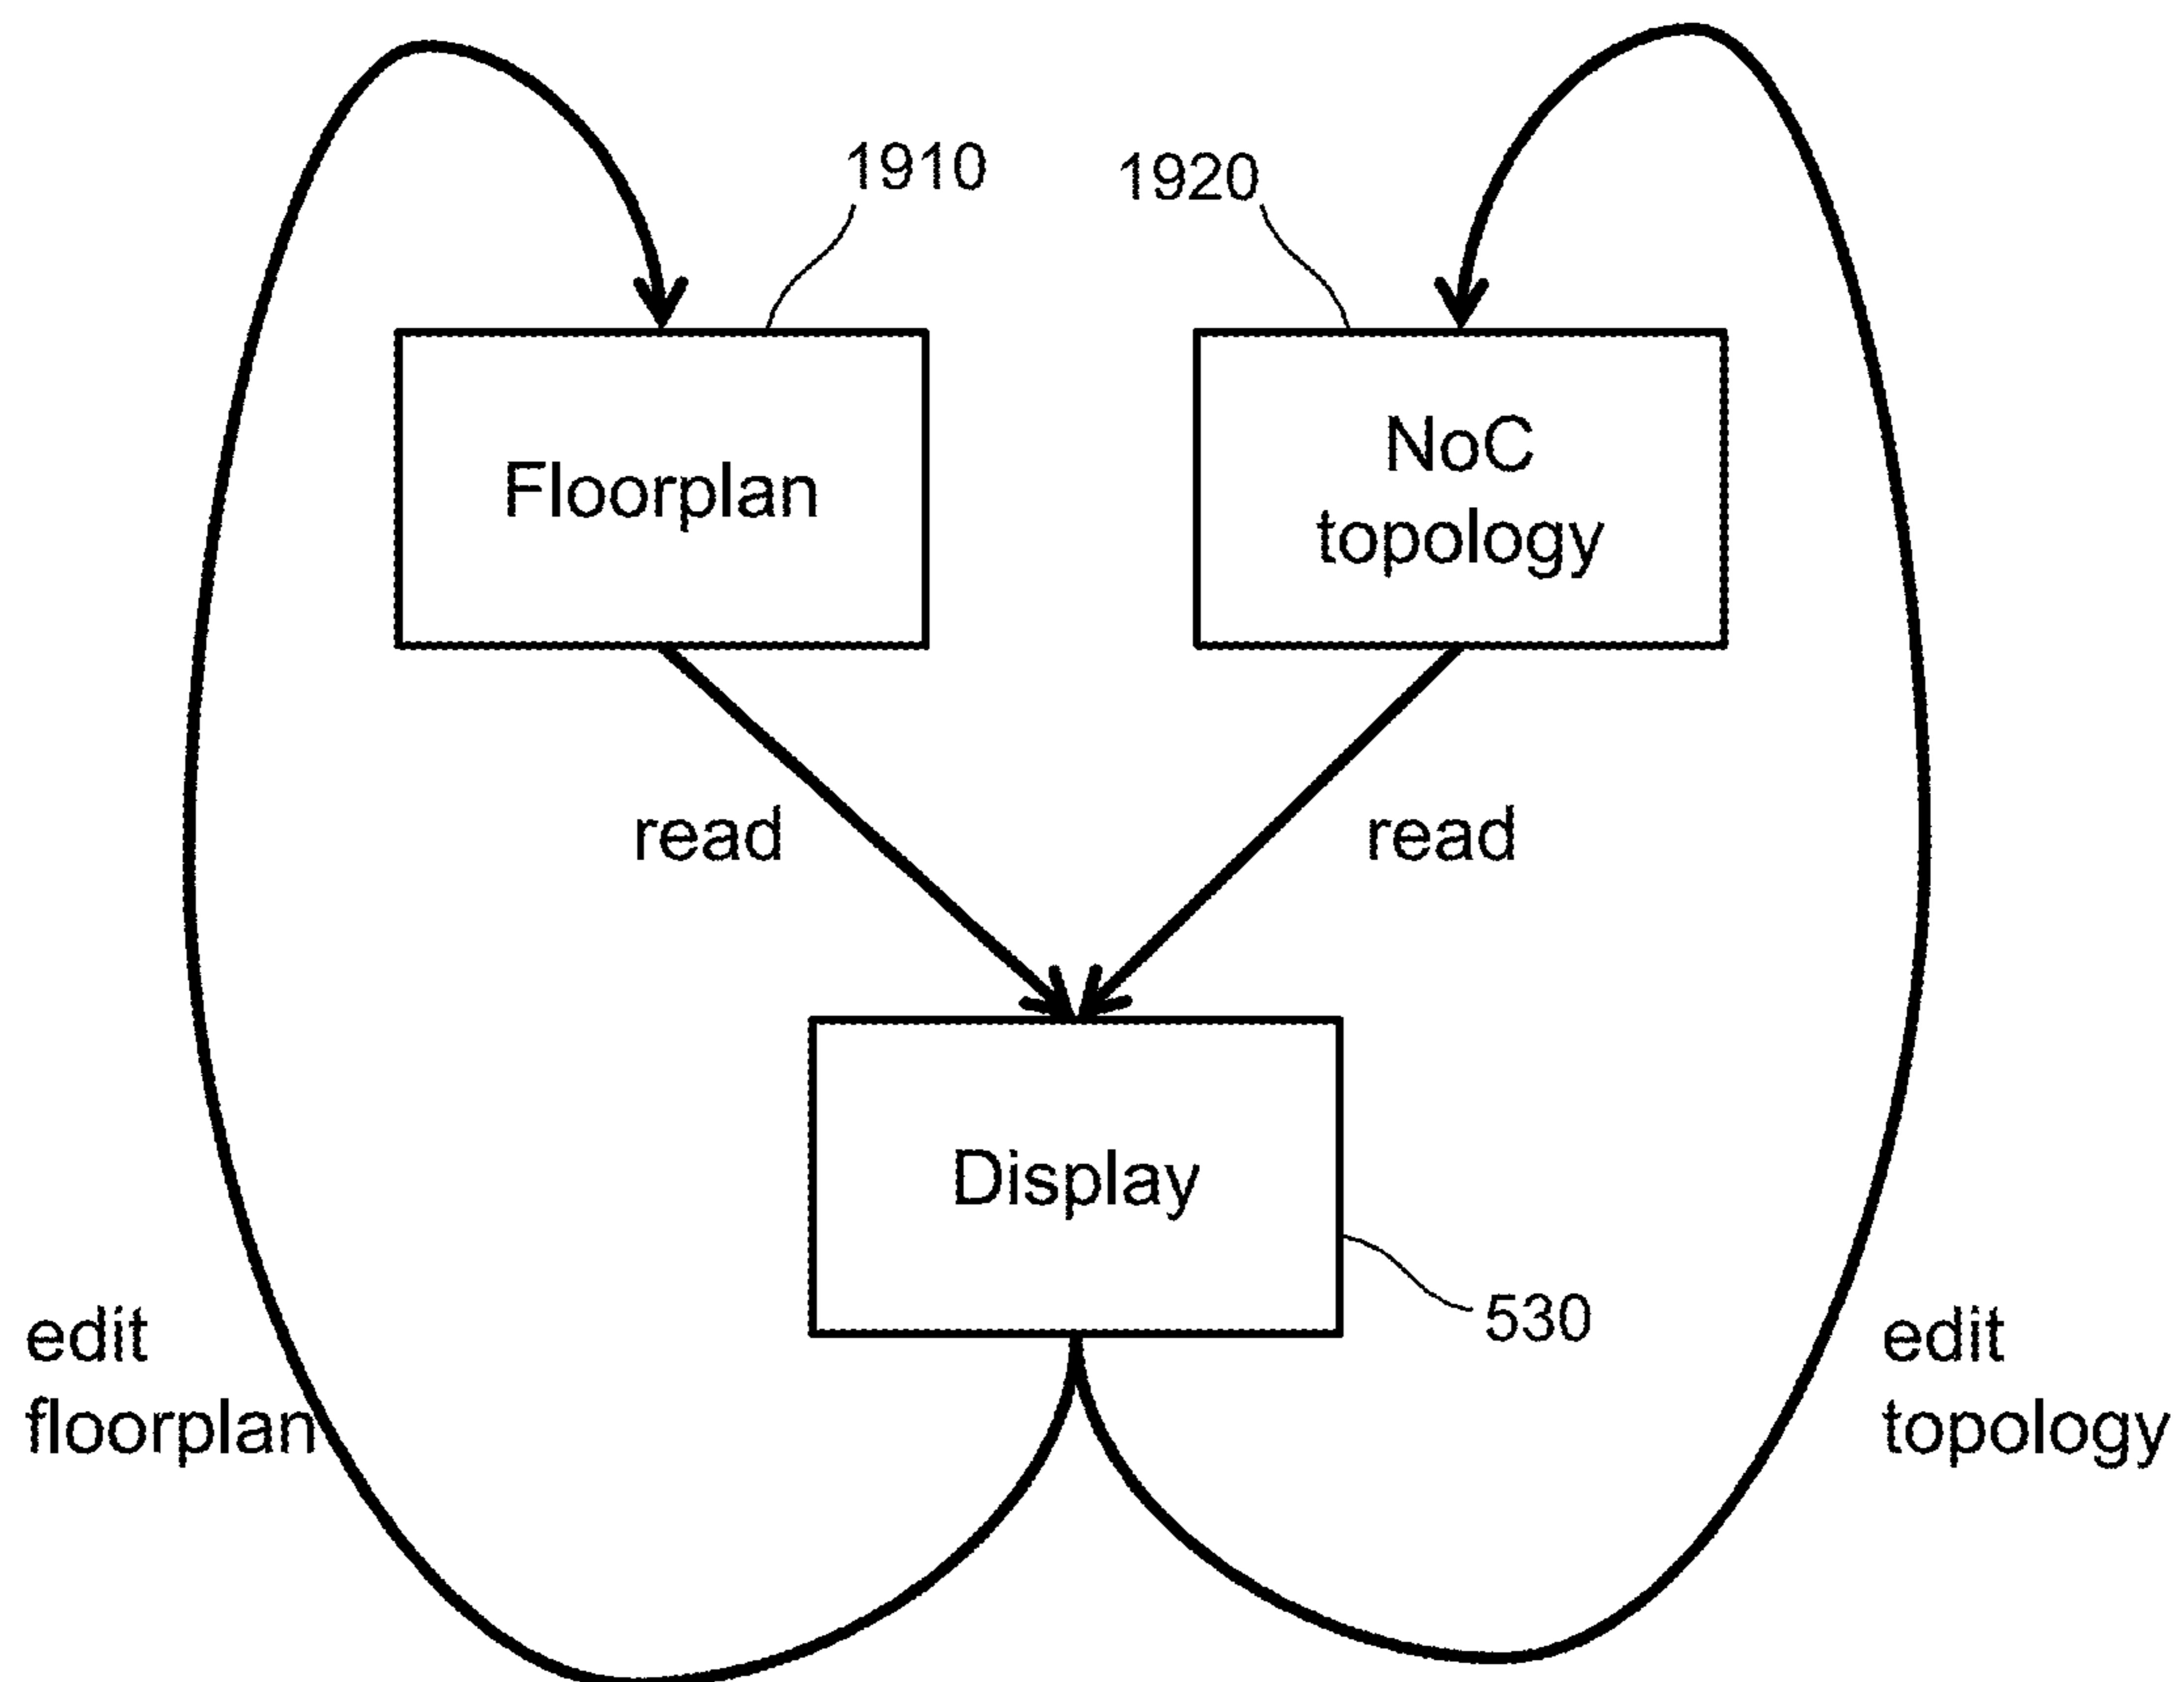 1910
1920
Floorplan
NoC
topology
read
read
Display
530
edit
floorplan
edit
topology